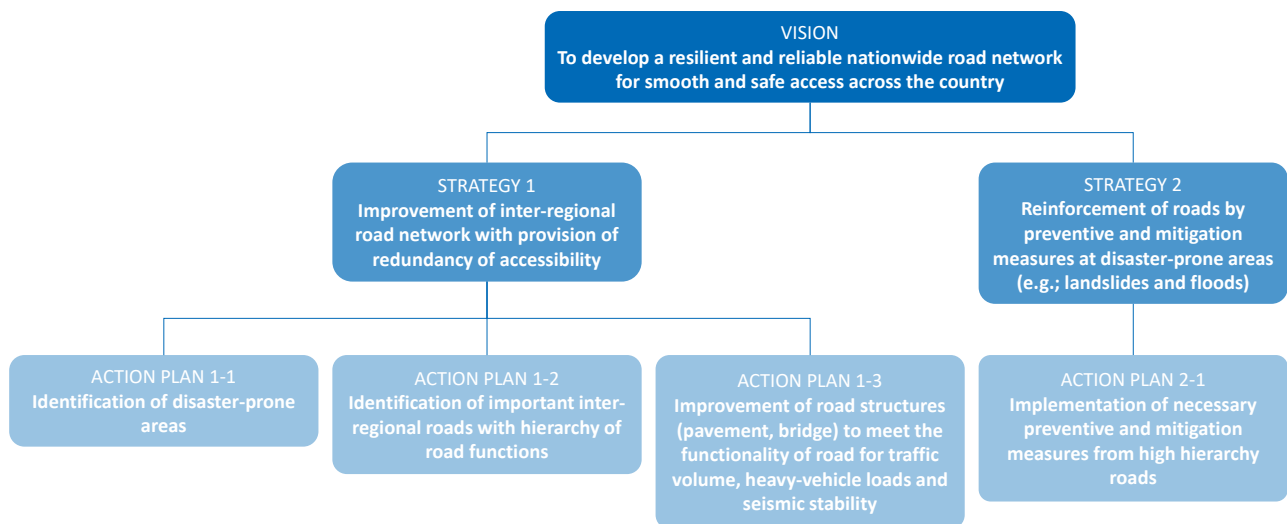 VISION
To develop a resilient and reliable nationwide road network
for smooth and safe access across the country
STRATEGY 1
Improvement of inter-regional
road network with provision of
redundancy of accessibility
STRATEGY 2
Reinforcement of roads by
preventive and mitigation
measures at disaster-prone areas
(e.g.; landslides and floods)
ACTION PLAN 1-1
Identification of disaster-prone
areas
ACTION PLAN 1-2
Identification of important inter-
regional roads with hierarchy of
road functions
ACTION PLAN 1-3
Improvement of road structures
(pavement, bridge) to meet the
functionality of road for traffic
volume, heavy-vehicle loads and
seismic stability
ACTION PLAN 2-1
Implementation of necessary
preventive and mitigation
measures from high hierarchy
roads